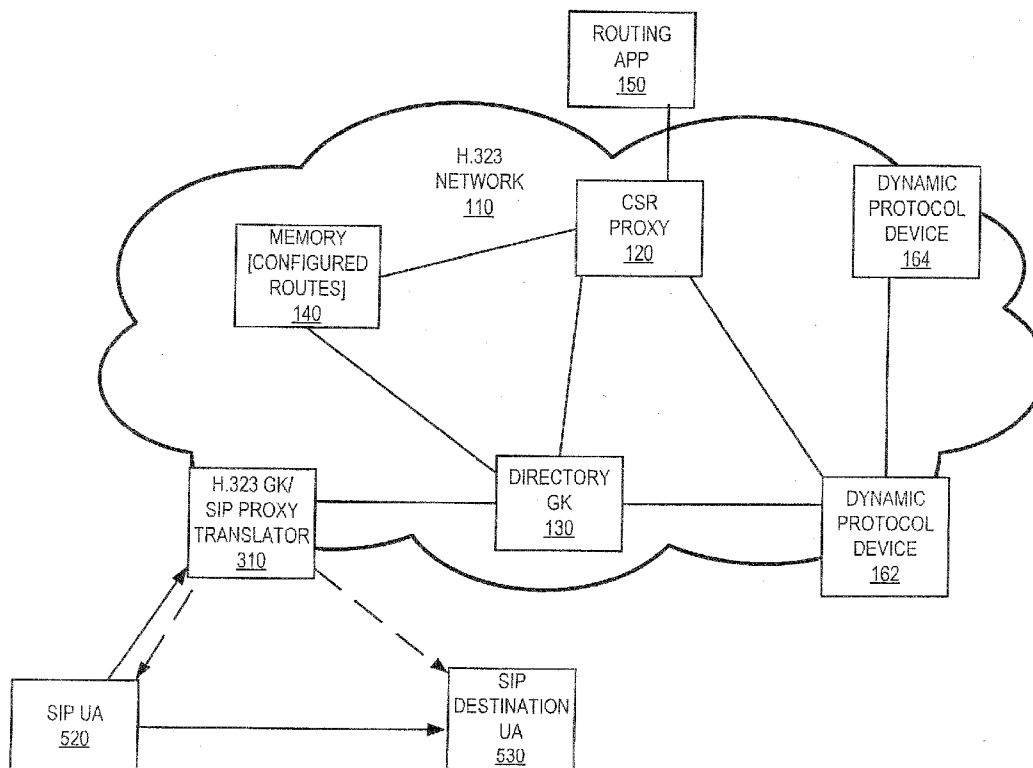 ROUTING
APP
150
H.323
NETWORK
110
CSR
PROXY
120
DYNAMIC
PROTOCOL
DEVICE
164
MEMORY
[CONFIGURED
ROUTES]
140
H.323 GK/
SIP PROXY
TRANSLATOR
310
DIRECTORY
GK
130
DYNAMIC
PROTOCOL
DEVICE
162
SIP UA
520
SIP
DESTINATION
UA
530